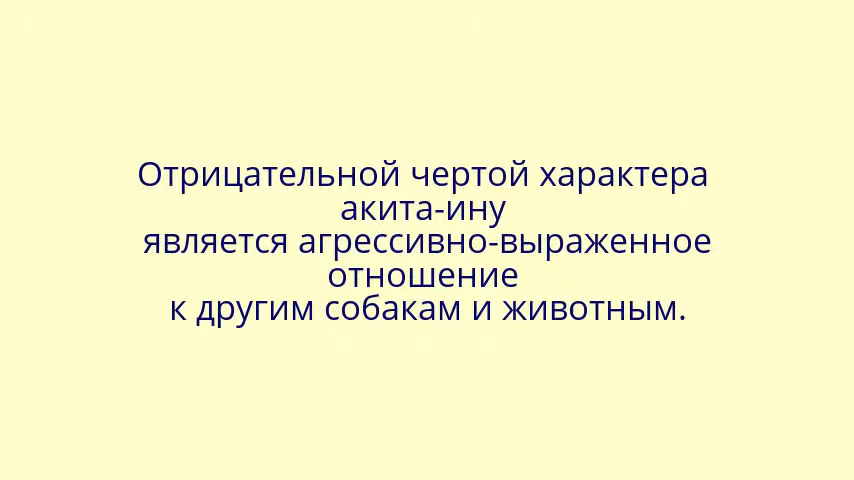 Отрицательной чертой характера
акита-ину
является агрессивно-выраженное
отношение
к другим собакам и животным.